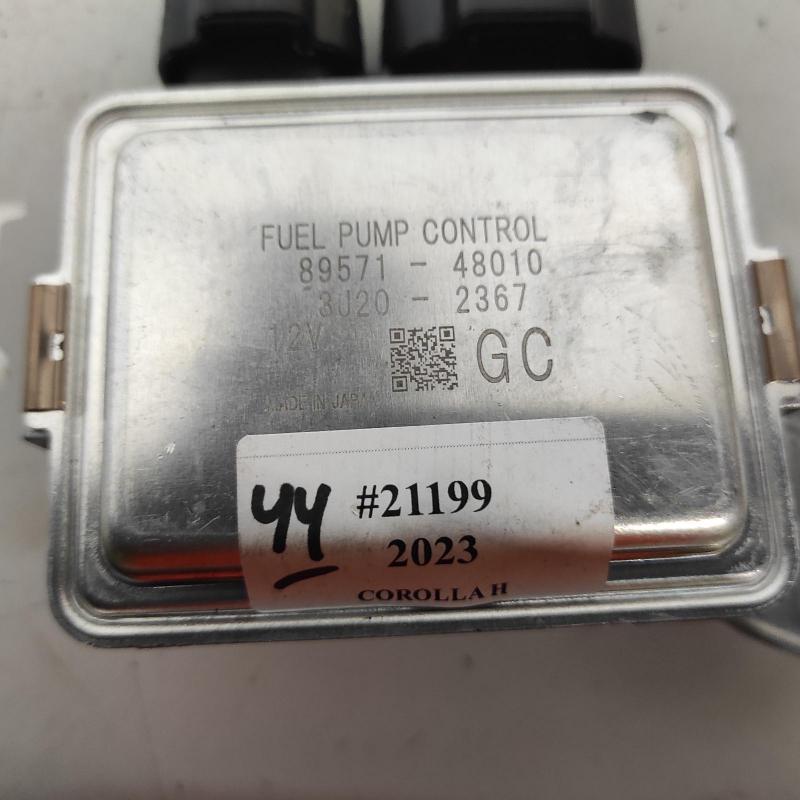 FUEL PUMP CONTROL
89571 - 48010
3J20 - 2367
12V
GC
MADE IN JAPAN
44 #21199
2023
COROLLA H